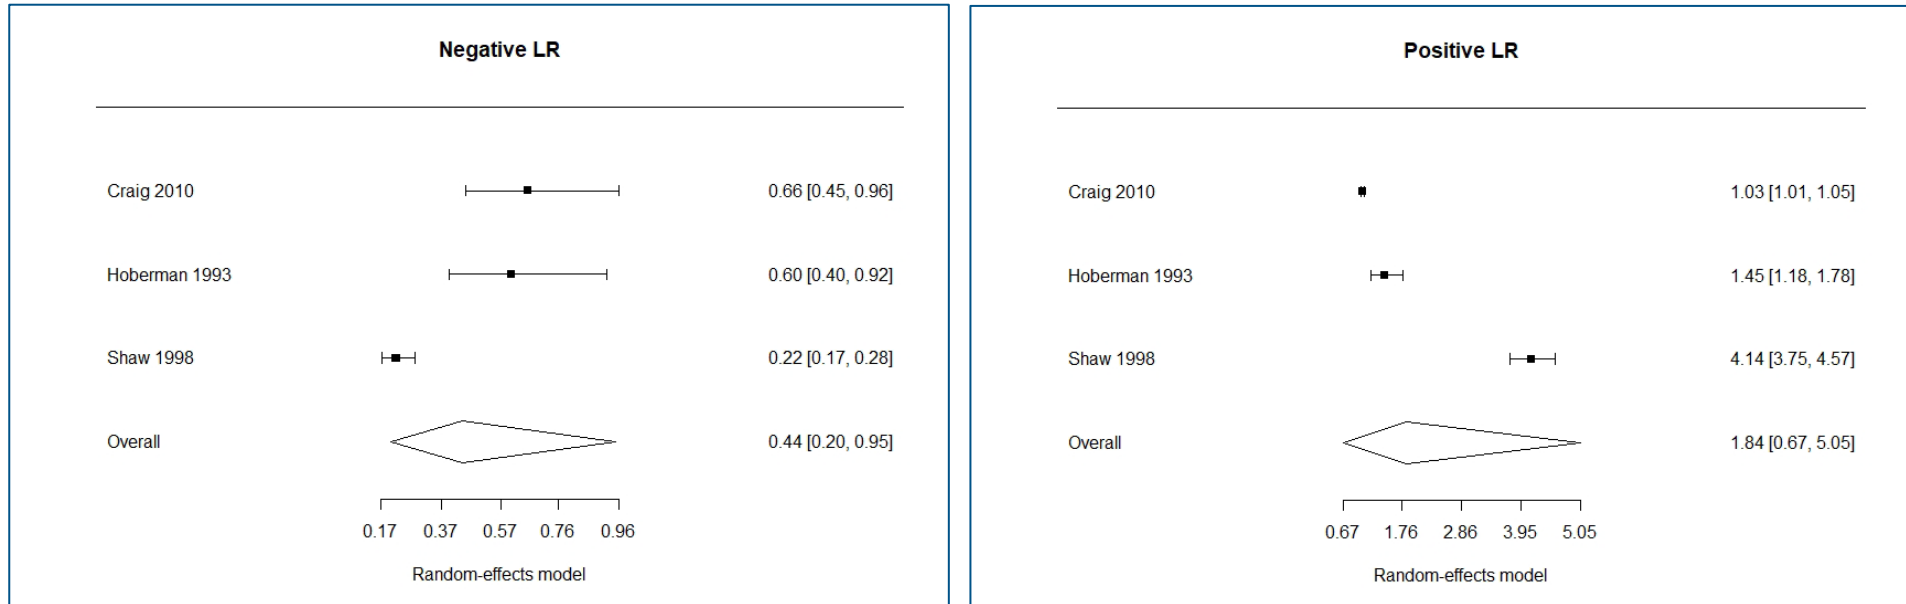 Negative LR
Craig 2010 0.66 [0.45, 0.96]
Hoberman 1993 0.60 [0.40, 0.92]
Shaw 1998 0.22 [0.17, 0.28]
Overall 0.44 [0.20, 0.95]
0.17 0.37 0.57 0.76 0.96
Random-effects model
Positive LR
Craig 2010 1.03 [1.01, 1.05]
Hoberman 1993 1.45 [1.18, 1.78]
Shaw 1998 4.14 [3.75, 4.57]
Overall 1.84 [0.67, 5.05]
0.67 1.76 2.86 3.95 5.05
Random-effects model